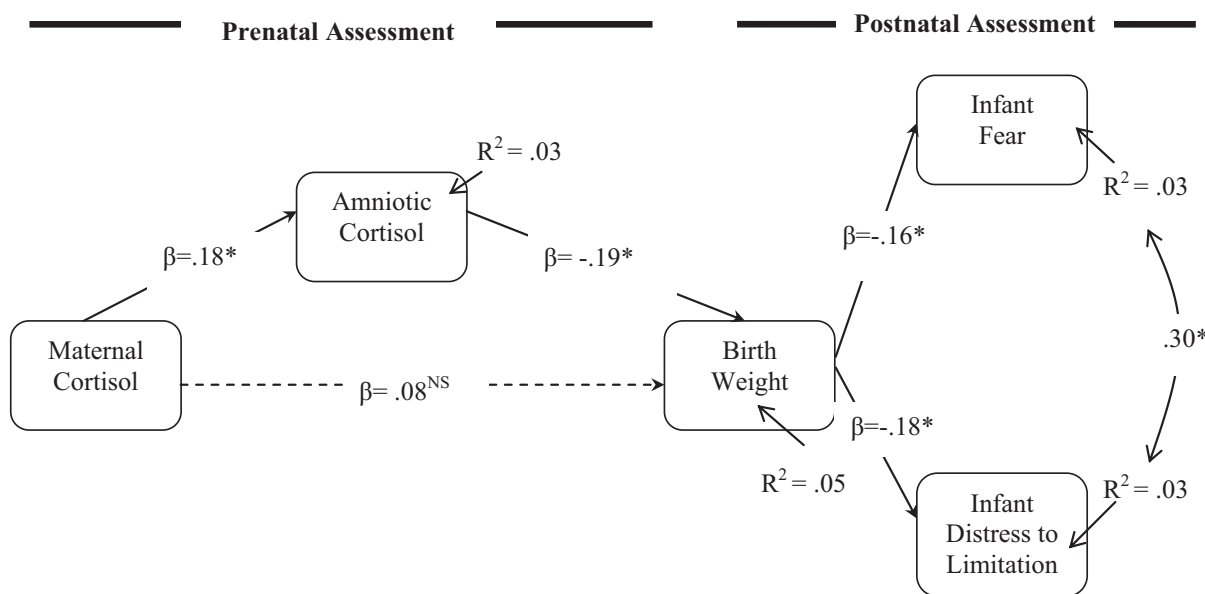 Prenatal Assessment
Postnatal Assessment
Infant
Fear
R² = .03
R² = .03
Amniotic
Cortisol
β=.18*
β= -.19*
β=-.16*
Maternal
Cortisol
β= .08ᴺˢ
Birth
Weight
.30*
β=-.18*
R² = .05
R² = .03
Infant
Distress to
Limitation